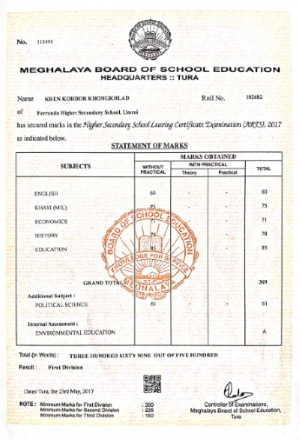 No. 112493
MEGHALAYA BOARD OF SCHOOL EDUCATION
HEADQUARTERS :: TURA
Name KREN KORDOR KHONGKHLAD Roll No. 182482
of Ferrando Higher Secondary School, Umroi
has secured marks in the Higher Secondary School Leaving Certificate Examination (ARTS), 2017
as indicated below.
STATEMENT OF MARKS
SUBJECTS MARKS OBTAINED
WITHOUT PRACTICAL WITH PRACTICAL TOTAL
Theory Practical
ENGLISH 60 - - 60
KHASI (MIL) 75 - - 75
ECONOMICS 71 - - 71
HISTORY 78 - - 78
EDUCATION 85 - - 85
BOARD OF SCHOOL EDUCATION
KNOWLEDGE FOR SERVICE
MEGHALAYA
GRAND TOTAL 369
Additional Subject :
POLITICAL SCIENCE 61 - - 61
Internal Assessment :
ENVIRONMENTAL EDUCATION A
Total (in Words) : THREE HUNDRED SIXTY NINE OUT OF FIVE HUNDRED
Result : First Division
Dated Tura, the 23rd May, 2017
Controller of Examinations,
Meghalaya Board of School Education,
Tura
NOTE : Minimum Marks for First Division : 300
Minimum Marks for Second Division : 225
Minimum Marks for Third Division : 150